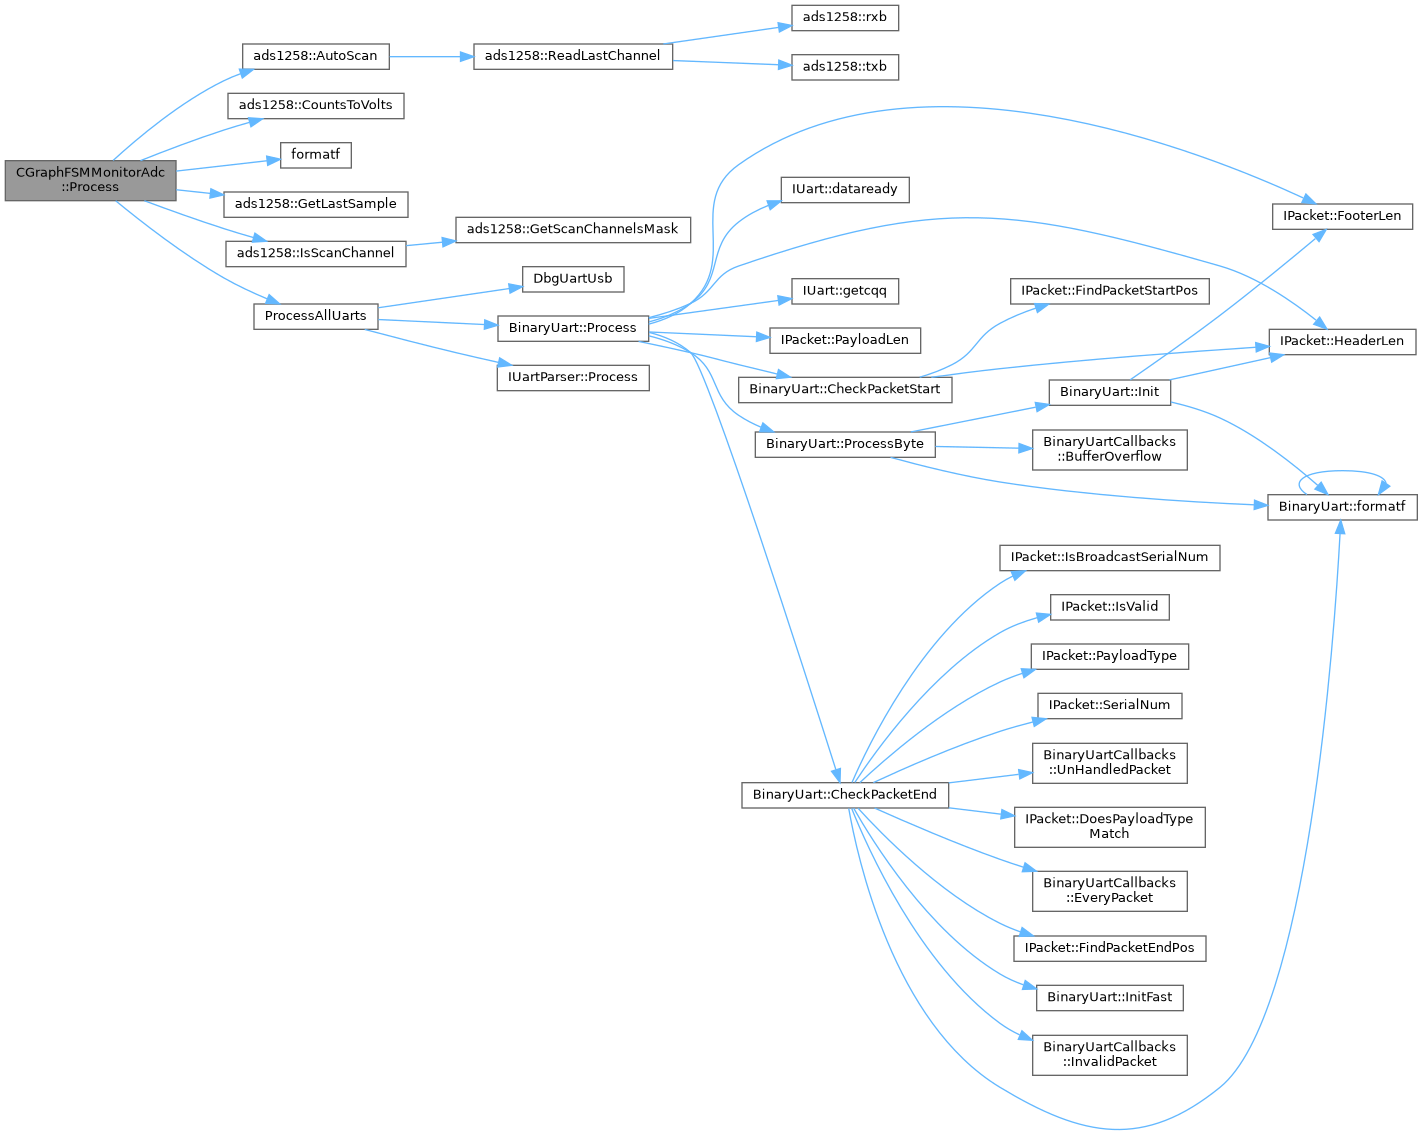 ads1258::rxb
ads1258::AutoScan
ads1258::ReadLastChannel
ads1258::txb
ads1258::CountsToVolts
formatf
CGraphFSMMonitorAdc
::Process
ads1258::GetLastSample
IUart::dataready
IPacket::FooterLen
ads1258::GetScanChannelsMask
ads1258::IsScanChannel
DbgUartUsb
IUart::getcqq
IPacket::FindPacketStartPos
ProcessAllUarts
BinaryUart::Process
IPacket::PayloadLen
IPacket::HeaderLen
IUartParser::Process
BinaryUart::CheckPacketStart
BinaryUart::Init
BinaryUart::ProcessByte
BinaryUartCallbacks
::BufferOverflow
BinaryUart::formatf
IPacket::IsBroadcastSerialNum
IPacket::IsValid
IPacket::PayloadType
IPacket::SerialNum
BinaryUartCallbacks
::UnHandledPacket
BinaryUart::CheckPacketEnd
IPacket::DoesPayloadType
Match
BinaryUartCallbacks
::EveryPacket
IPacket::FindPacketEndPos
BinaryUart::InitFast
BinaryUartCallbacks
::InvalidPacket